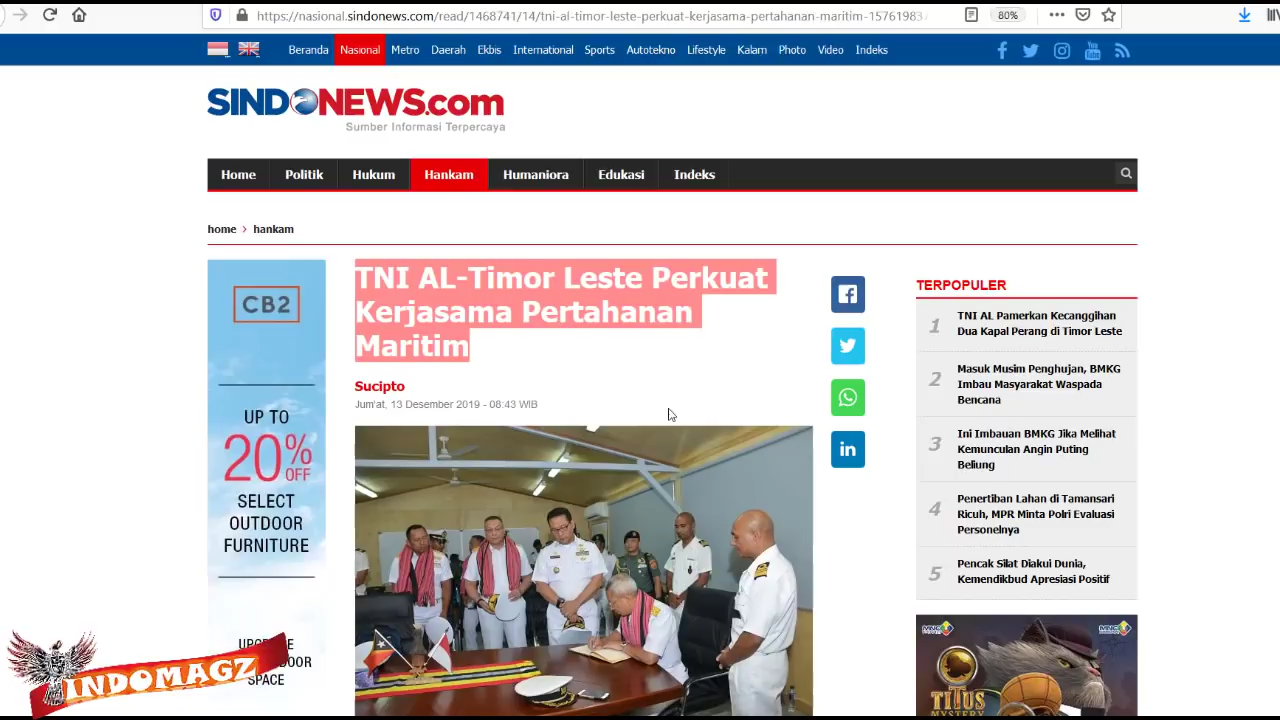 https://nasional.sindonews.com/read/1468741/14/tni-al-timor-leste-perkuat-kerjasama-pertahanan-maritim-15761983
80%
Beranda Nasional Metro Daerah Ekbis International Sports Autotekno Lifestyle Kalam Photo Video Indeks
You Tube
SINDONEWS.com
Sumber Informasi Terpercaya
Home Politik Hukum Hankam Humaniora Edukasi Indeks
home > hankam
CB2
UP TO
20% OFF
SELECT
OUTDOOR
FURNITURE
SPACE
TNI AL-Timor Leste Perkuat
Kerjasama Pertahanan
Maritim
Sucipto
Jum'at, 13 Desember 2019 - 08:43 WIB
in
TERPOPULER
1 TNI AL Pamerkan Kecanggihan
Dua Kapal Perang di Timor Leste
2 Masuk Musim Penghujan, BMKG
Imbau Masyarakat Waspada
Bencana
3 Ini Imbauan BMKG Jika Melihat
Kemunculan Angin Puting
Beliung
4 Penertiban Lahan di Tamansari
Ricuh, MPR Minta Polri Evaluasi
Personelnya
5 Pencak Silat Diakui Dunia,
Kemendikbud Apresiasi Positif
TITUS
MYSTERY
INDOMAGZ